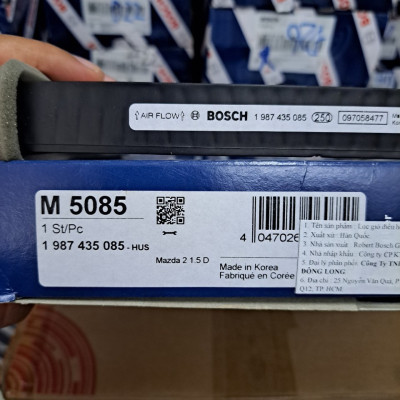 AIR FLOW BOSCH 1 987 435 085 250 097058477
M 5085
1 St/Pc
1 987 435 085 - HUS
Mazda 2 1.5 D
Made in Korea
Fabriqué en Corée
4 047026
1. Tên sản phẩm : Lọc gió điều
2. Xuất xứ : Hàn Quốc
3. Nhà sản xuất : Robert Bosch G
4. Nhà nhập khẩu : Công ty CP
5. Đại lý phân phối : Công Ty TN
ĐÔNG LONG
6. Địa chỉ : 25 Nguyễn Văn Quá, P
Q12, TP. HCM